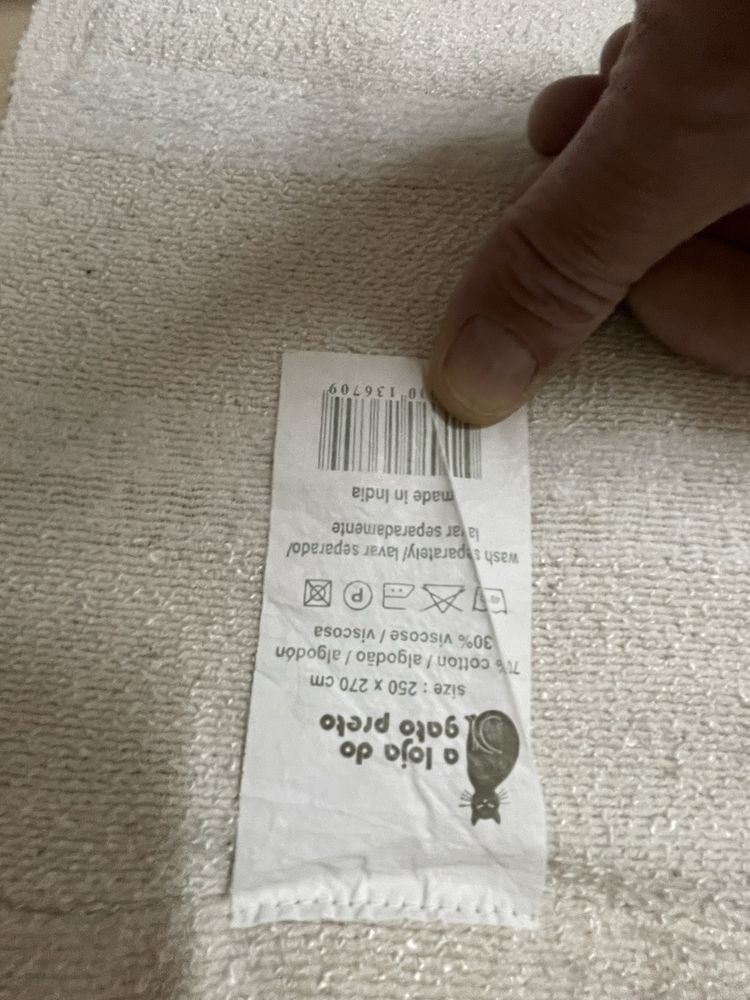 a loja do
gato preto
size : 250 x 270 cm
cotton / algodão / algodón
30% viscose / viscosa
P
wash separately/ lavar separado/
lavar separadamente
made in India
136709